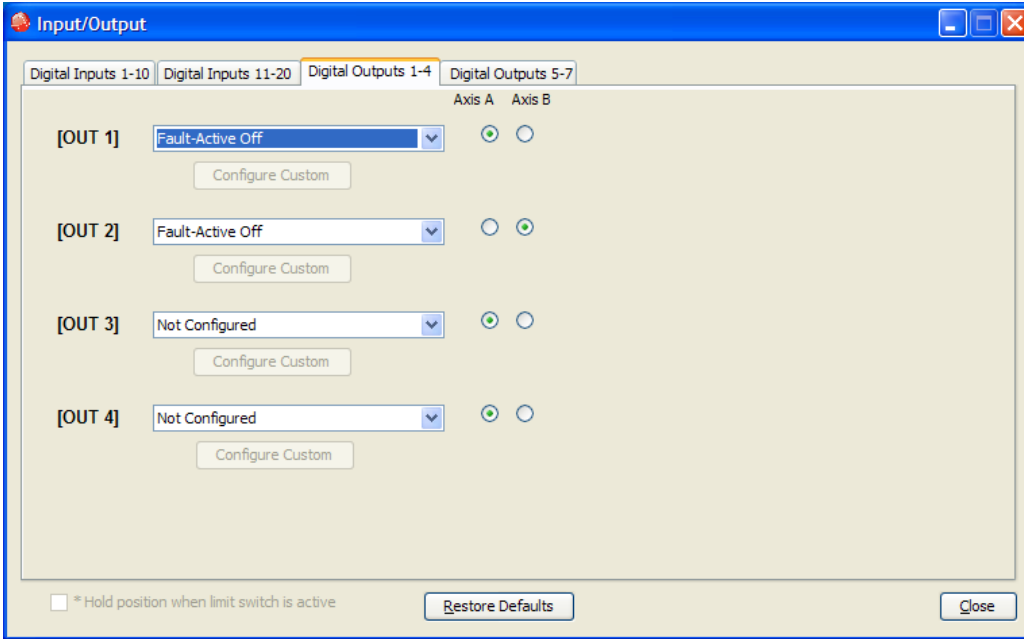 Input/Output
Digital Inputs 1-10 Digital Inputs 11-20 Digital Outputs 1-4 Digital Outputs 5-7
Axis A Axis B
[OUT 1] Fault-Active Off
Configure Custom
[OUT 2] Fault-Active Off
Configure Custom
[OUT 3] Not Configured
Configure Custom
[OUT 4] Not Configured
Configure Custom
* Hold position when limit switch is active Restore Defaults Close